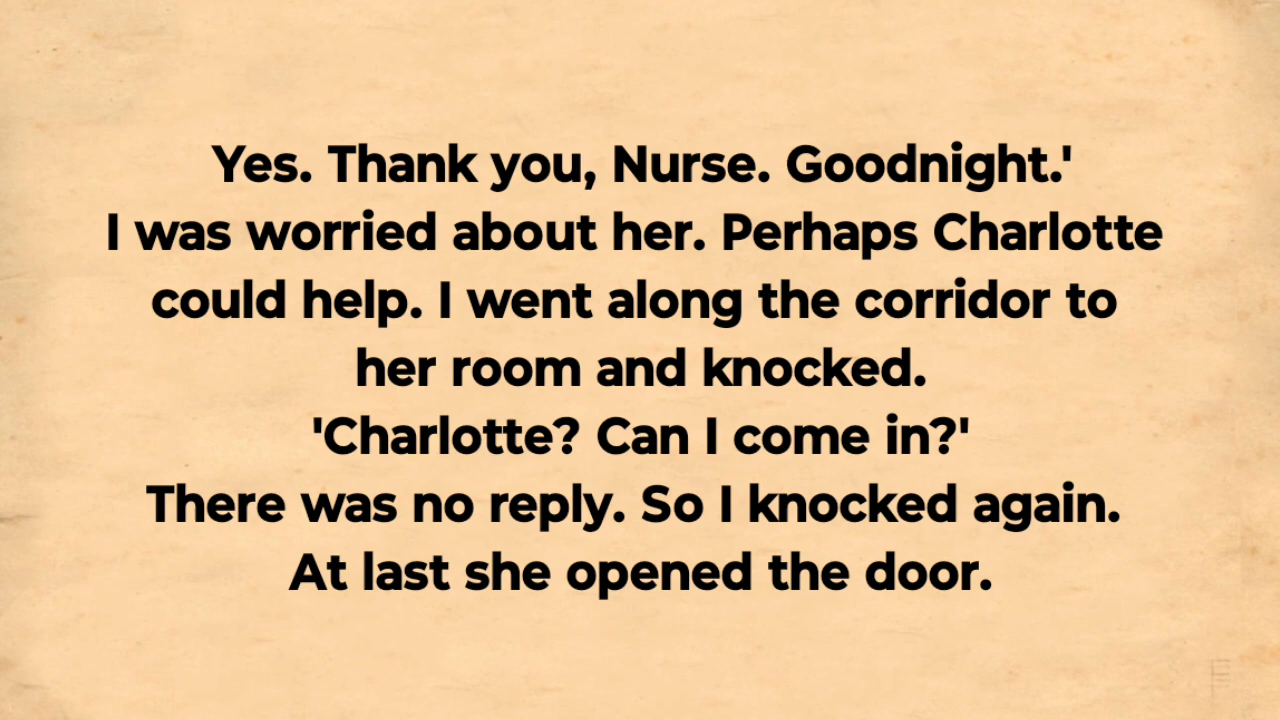 Yes. Thank you, Nurse. Goodnight.'
I was worried about her. Perhaps Charlotte
could help. I went along the corridor to
her room and knocked.
'Charlotte? Can I come in?'
There was no reply. So I knocked again.
At last she opened the door.